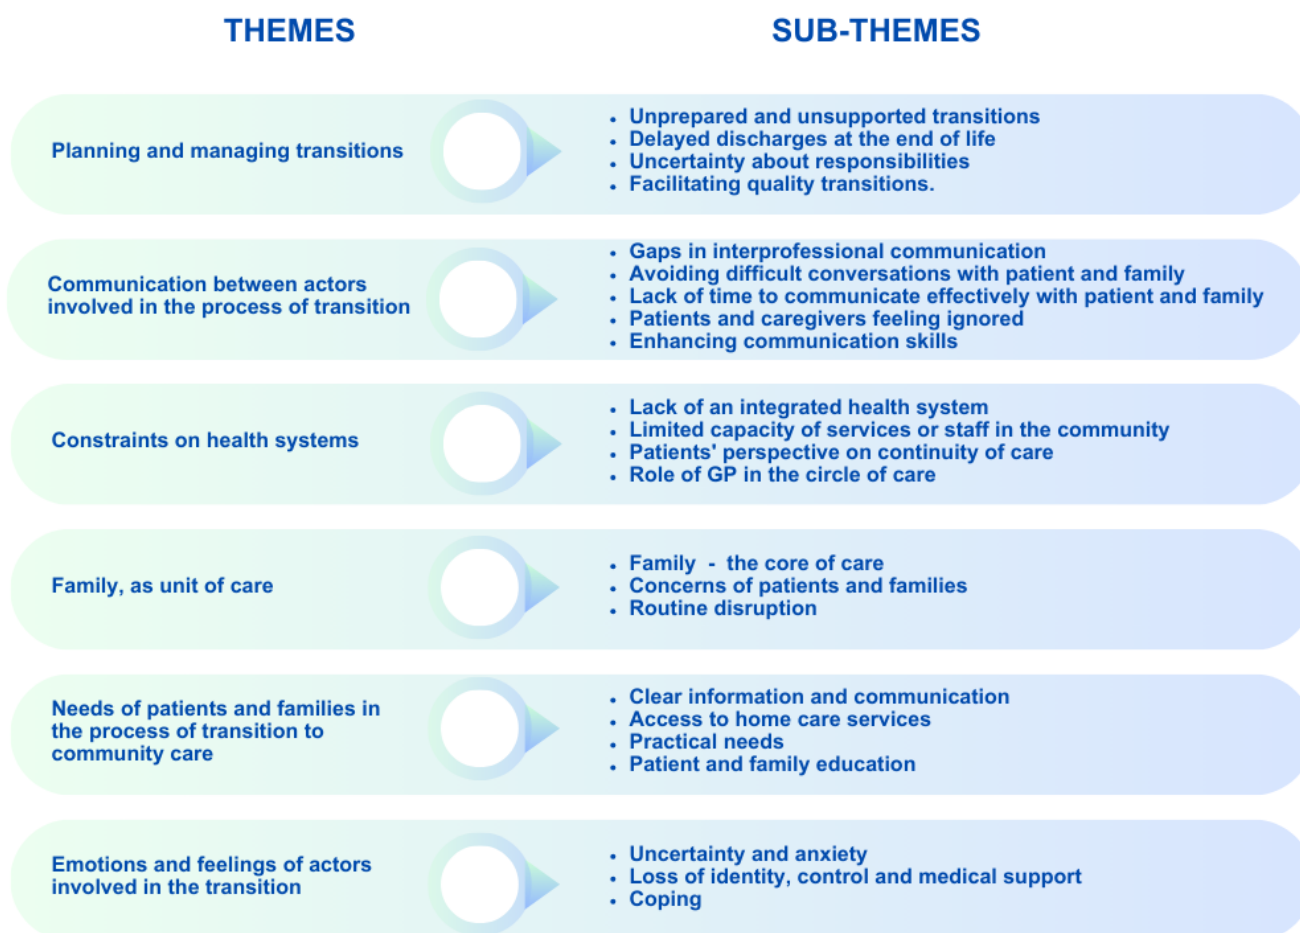 THEMES
SUB-THEMES
Planning and managing transitions
• Unprepared and unsupported transitions
• Delayed discharges at the end of life
• Uncertainty about responsibilities
• Facilitating quality transitions.
Communication between actors
involved in the process of transition
• Gaps in interprofessional communication
• Avoiding difficult conversations with patient and family
• Lack of time to communicate effectively with patient and family
• Patients and caregivers feeling ignored
• Enhancing communication skills
Constraints on health systems
• Lack of an integrated health system
• Limited capacity of services or staff in the community
• Patients' perspective on continuity of care
• Role of GP in the circle of care
Family, as unit of care
• Family - the core of care
• Concerns of patients and families
• Routine disruption
Needs of patients and families in
the process of transition to
community care
• Clear information and communication
• Access to home care services
• Practical needs
• Patient and family education
Emotions and feelings of actors
involved in the transition
• Uncertainty and anxiety
• Loss of identity, control and medical support
• Coping